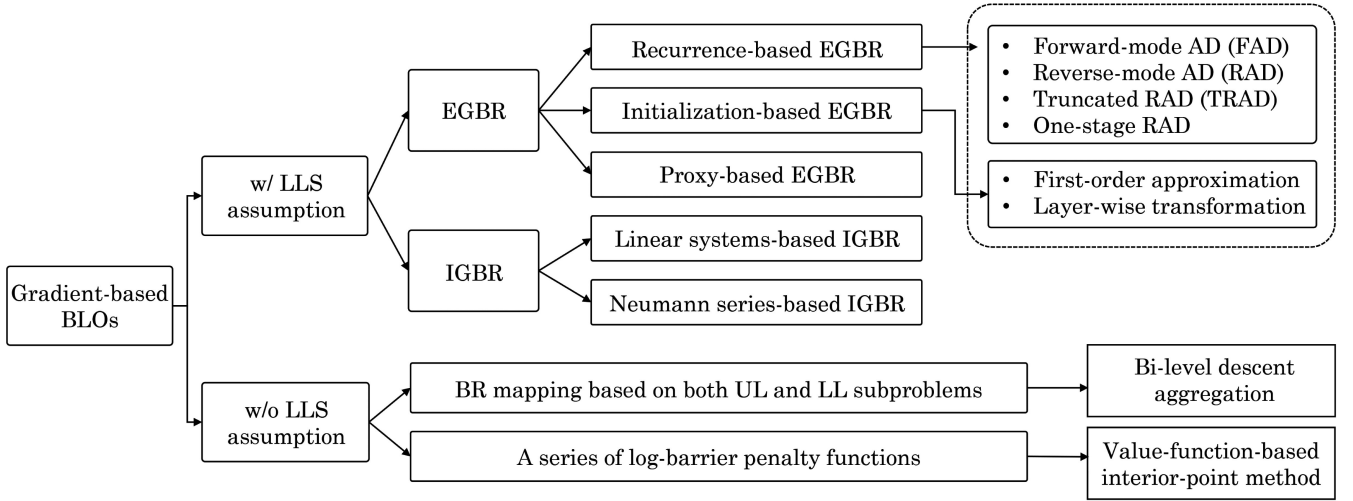 Gradient-based
BLOs
w/ LLS
assumption
w/o LLS
assumption
EGBR
IGBR
Recurrence-based EGBR
Initialization-based EGBR
Proxy-based EGBR
Linear systems-based IGBR
Neumann series-based IGBR
• Forward-mode AD (FAD)
• Reverse-mode AD (RAD)
• Truncated RAD (TRAD)
• One-stage RAD
• First-order approximation
• Layer-wise transformation
BR mapping based on both UL and LL subproblems
A series of log-barrier penalty functions
Bi-level descent
aggregation
Value-function-based
interior-point method